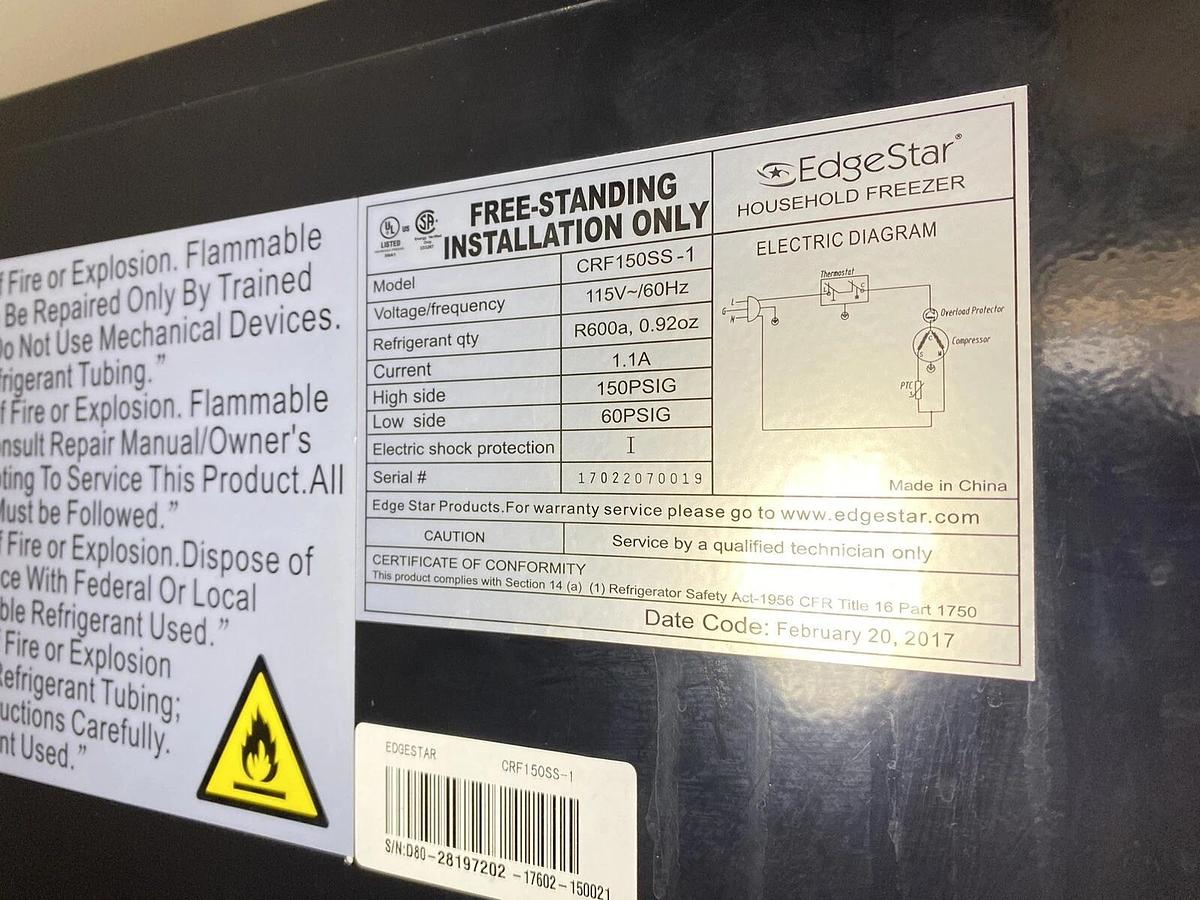 f Fire or Explosion. Flammable
Be Repaired Only By Trained
Do Not Use Mechanical Devices.
frigerant Tubing."
f Fire or Explosion. Flammable
nsult Repair Manual/Owner's
ting To Service This Product.All
Must be Followed."
f Fire or Explosion.Dispose of
ce With Federal Or Local
ble Refrigerant Used."
f Fire or Explosion
Refrigerant Tubing;
uctions Carefully.
nt Used."
UL US
LISTED
SA
FREE-STANDING
INSTALLATION ONLY
Model CRF150SS-1
Voltage/frequency 115V~/60Hz
Refrigerant qty R600a, 0.92oz
Current 1.1A
High side 150PSIG
Low side 60PSIG
Electric shock protection I
Serial # 17022070019
EdgeStar®
HOUSEHOLD FREEZER
ELECTRIC DIAGRAM
Thermostat
L
G
N
Overload Protector
C
Compressor
S M
PTC
Made in China
Edge Star Products.For warranty service please go to www.edgestar.com
CAUTION Service by a qualified technician only
CERTIFICATE OF CONFORMITY
This product complies with Section 14 (a) (1) Refrigerator Safety Act-1956 CFR Title 16 Part 1750
Date Code: February 20, 2017
EDGESTAR CRF150SS-1
S/N:D80-28197202-17602-150021